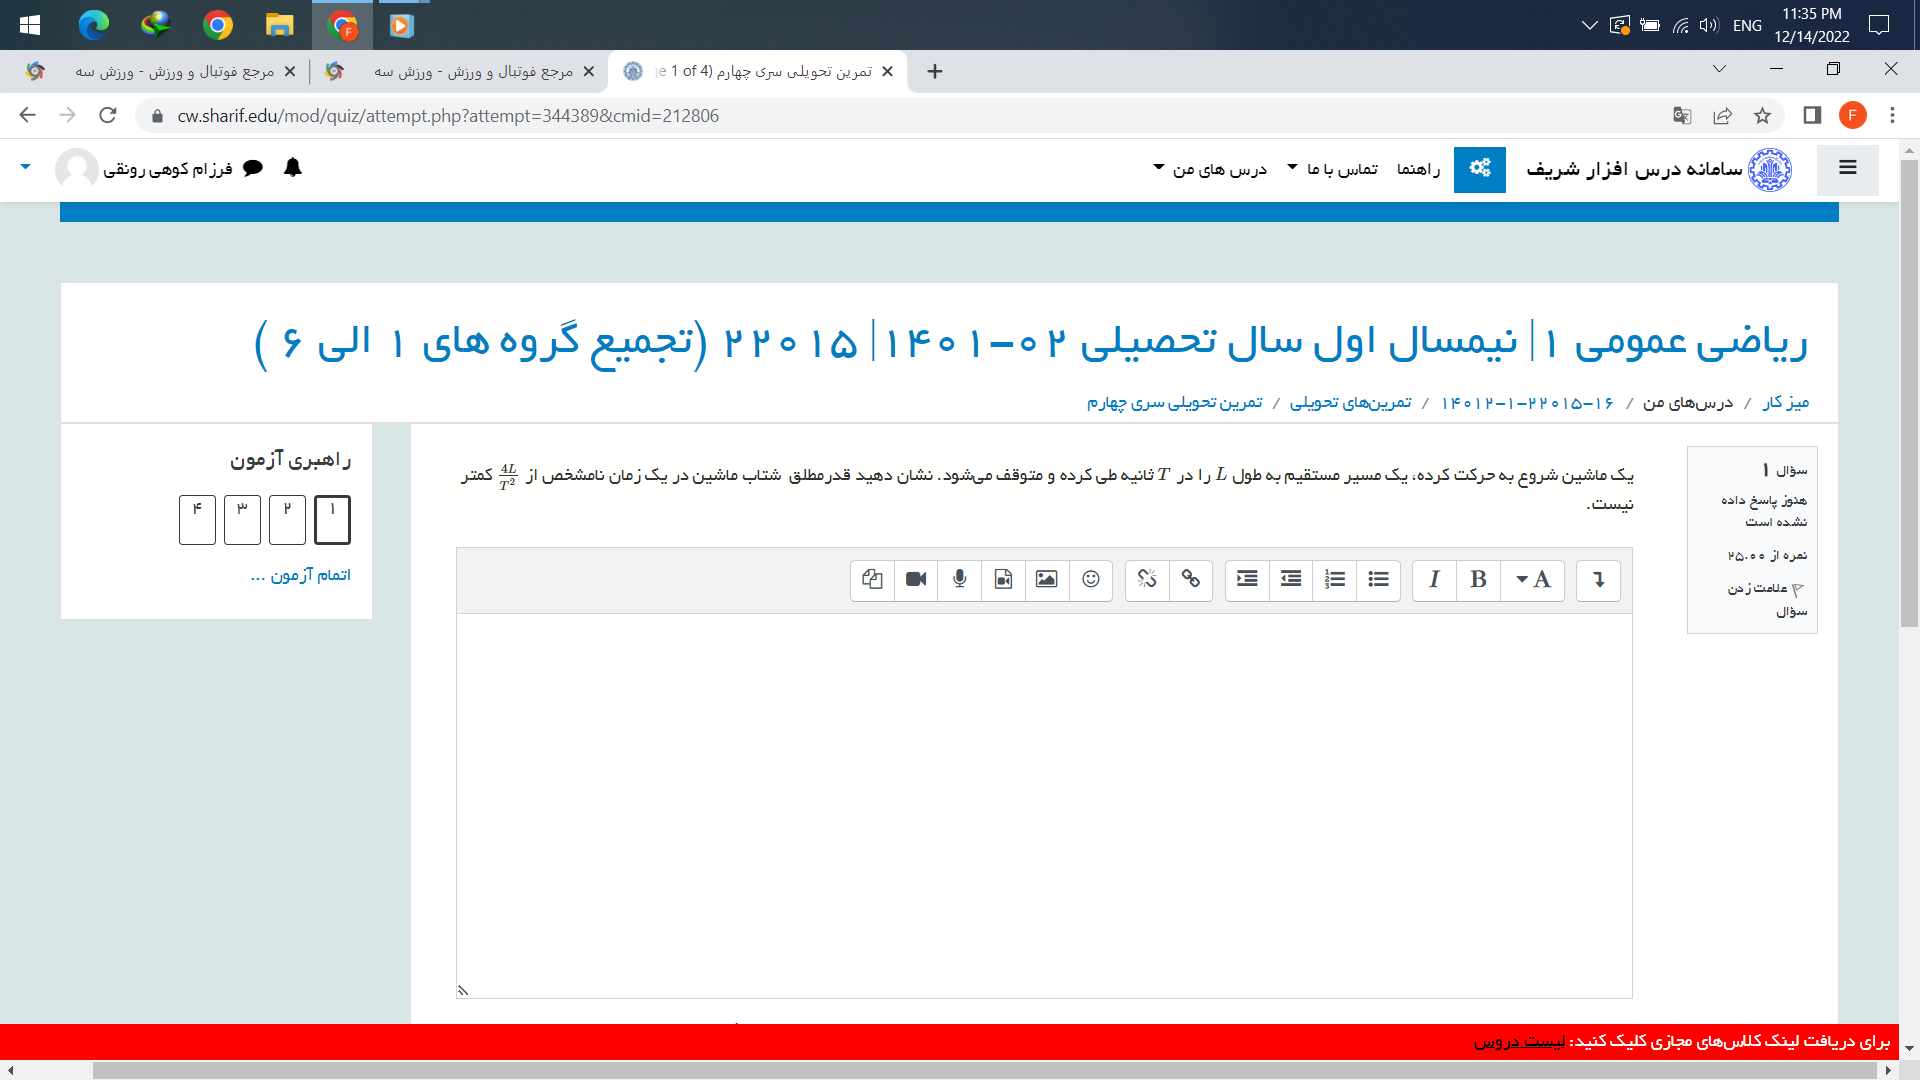 ENG
11:35 PM
12/14/2022
مرجع فوتبال و ورزش - ورزش سه
مرجع فوتبال و ورزش - ورزش سه
تمرین تحویلی سری چهارم (ge 1 of 4
cw.sharif.edu/mod/quiz/attempt.php?attempt=344389&cmid=212806
F
سامانه درس افزار شریف
راهنما
تماس با ما
درس های من
فرزام کوهی رونقی
ریاضی عمومی ۱| نیمسال اول سال تحصیلی ۰۲-۱۴۰۱| ۲۲۰۱۵ (تجمیع گروه های ۱ الی ۶ )
میز کار / درس‌های من / ۱۶-۲۲۰۱۵-۱-۱۴۰۱۲ / تمرین‌های تحویلی / تمرین تحویلی سری چهارم
سؤال ۱
هنوز پاسخ داده
نشده است
نمره از ۲۵.۰۰
علامت زدن
سؤال
یک ماشین شروع به حرکت کرده، یک مسیر مستقیم به طول L را در T ثانیه طی کرده و متوقف می‌شود. نشان دهید قدرمطلق شتاب ماشین در یک زمان نامشخص از 4L/T² کمتر
نیست.
A B I
راهبری آزمون
۱ ۲ ۳ ۴
اتمام آزمون ...
برای دریافت لینک کلاس‌های مجازی کلیک کنید: لیست دروس